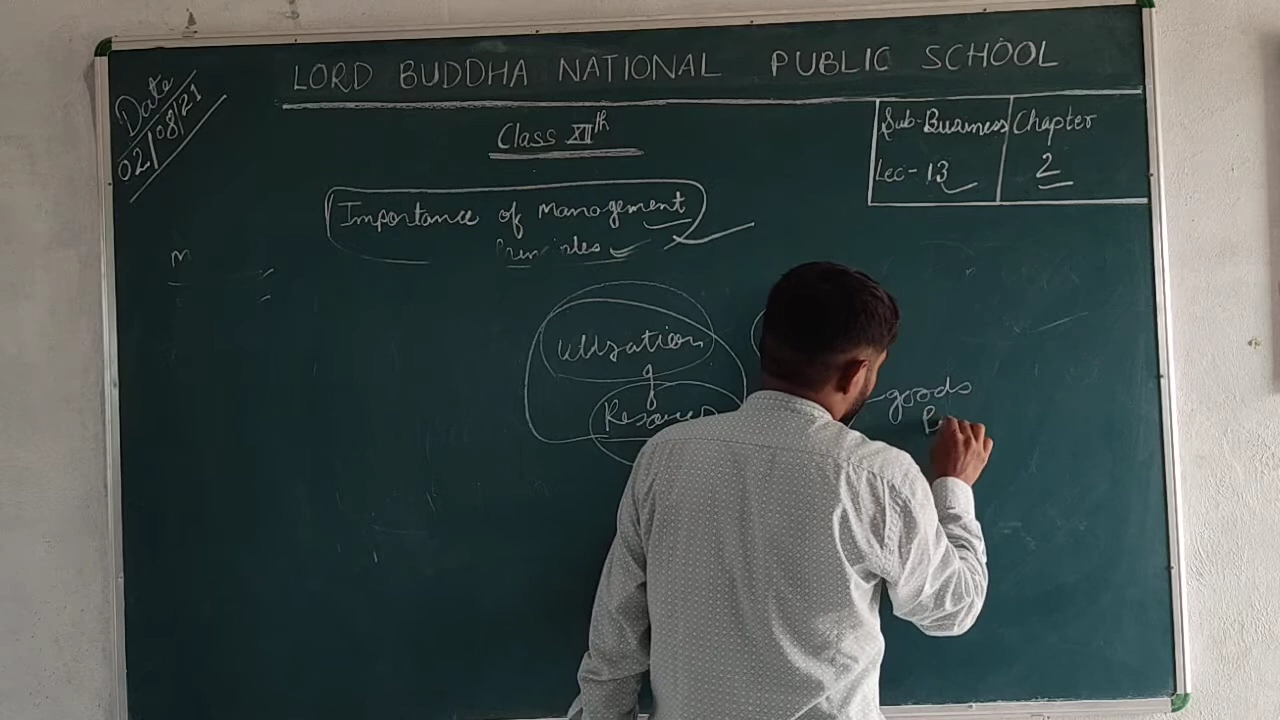 LORD BUDDHA NATIONAL PUBLIC SCHOOL
Date
02/08/21
Class XIIth
Sub-Business
Chapter
Lec-13
2
Importance of Management
Principles
M
Utilisation
of
Resources
goods